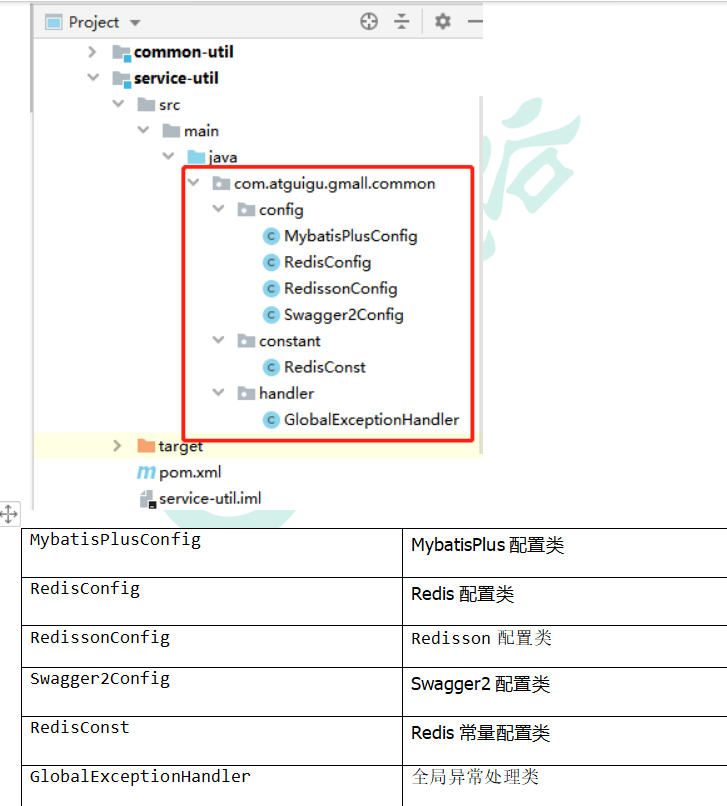 Project
common-util
service-util
src
main
java
com.atguigu.gmall.common
config
MybatisPlusConfig
RedisConfig
RedissonConfig
Swagger2Config
constant
RedisConst
handler
GlobalExceptionHandler
target
pom.xml
service-util.iml
MybatisPlusConfig MybatisPlus 配置类
RedisConfig Redis 配置类
RedissonConfig Redisson 配置类
Swagger2Config Swagger2 配置类
RedisConst Redis 常量配置类
GlobalExceptionHandler 全局异常处理类